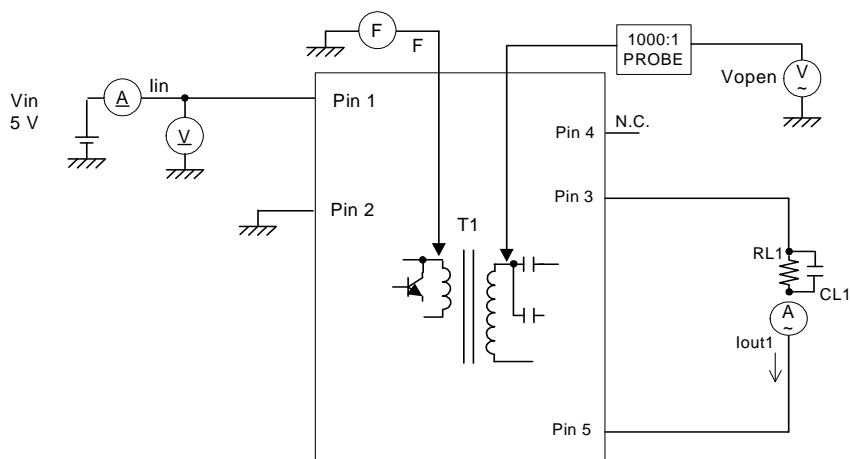 F
F
1000:1
PROBE
Vopen
V
~
Vin
5 V
A
Iin
V
Pin 1
Pin 4
N.C.
Pin 3
Pin 2
T1
RL1
CL1
A
~
Iout1
Pin 5